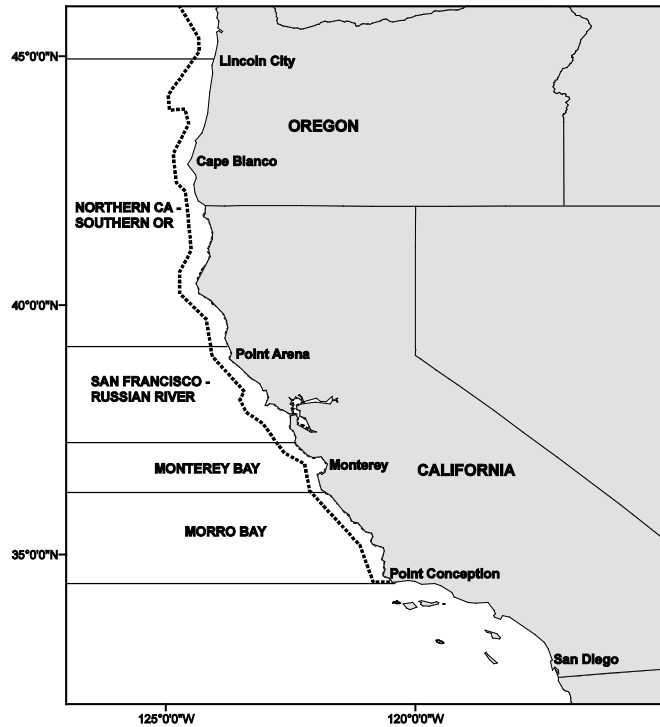 45°0'0"N
Lincoln City
OREGON
Cape Blanco
NORTHERN CA -
SOUTHERN OR
40°0'0"N
Point Arena
SAN FRANCISCO -
RUSSIAN RIVER
MONTEREY BAY
Monterey
CALIFORNIA
MORRO BAY
35°0'0"N
Point Conception
San Diego
125°0'0"W
120°0'0"W